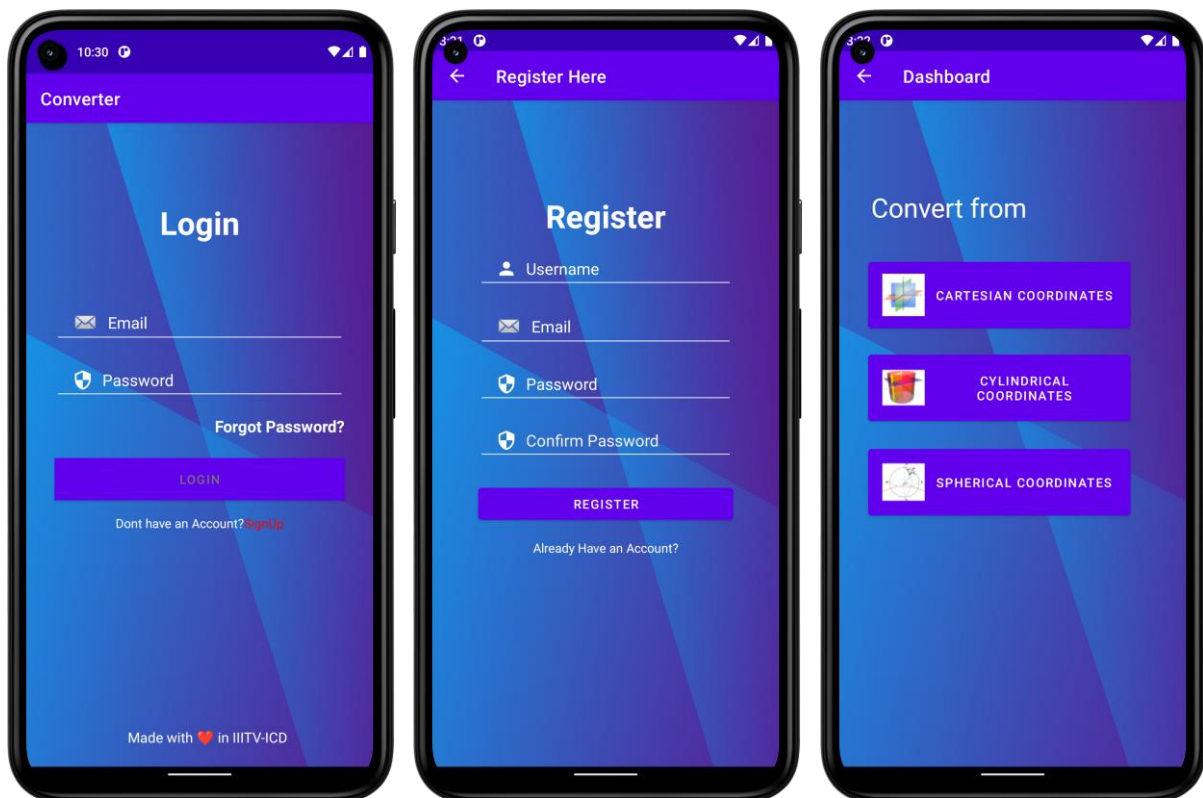 10:30
Converter
Login
Email
Password
Forgot Password?
LOGIN
Dont have an Account?SignUp
Made with ❤️ in IIITV-ICD
Register Here
Register
Username
Email
Password
Confirm Password
REGISTER
Already Have an Account?
Dashboard
Convert from
CARTESIAN COORDINATES
CYLINDRICAL
COORDINATES
SPHERICAL COORDINATES